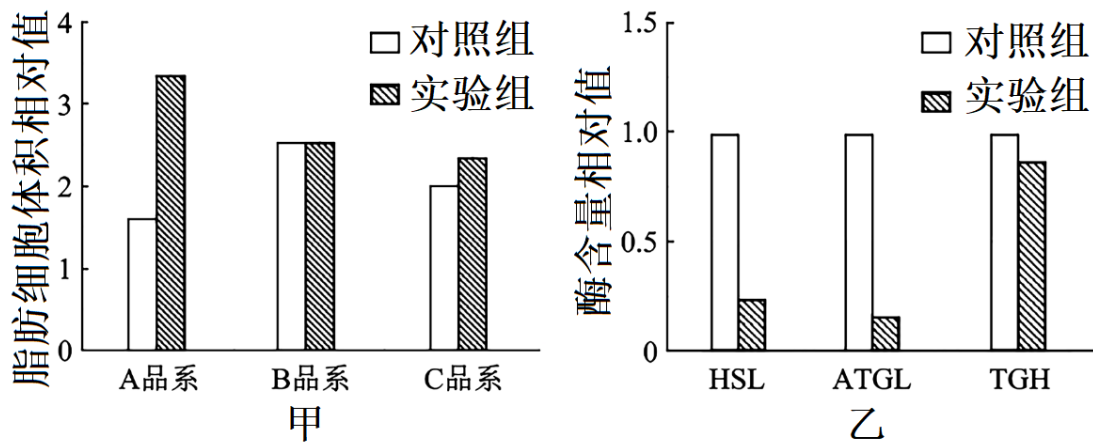 脂肪细胞体积相对值
4
3
2
1
0
对照组
实验组
A品系
B品系
C品系
甲
酶含量相对值
1.5
1.0
0.5
0
对照组
实验组
HSL
ATGL
TGH
乙